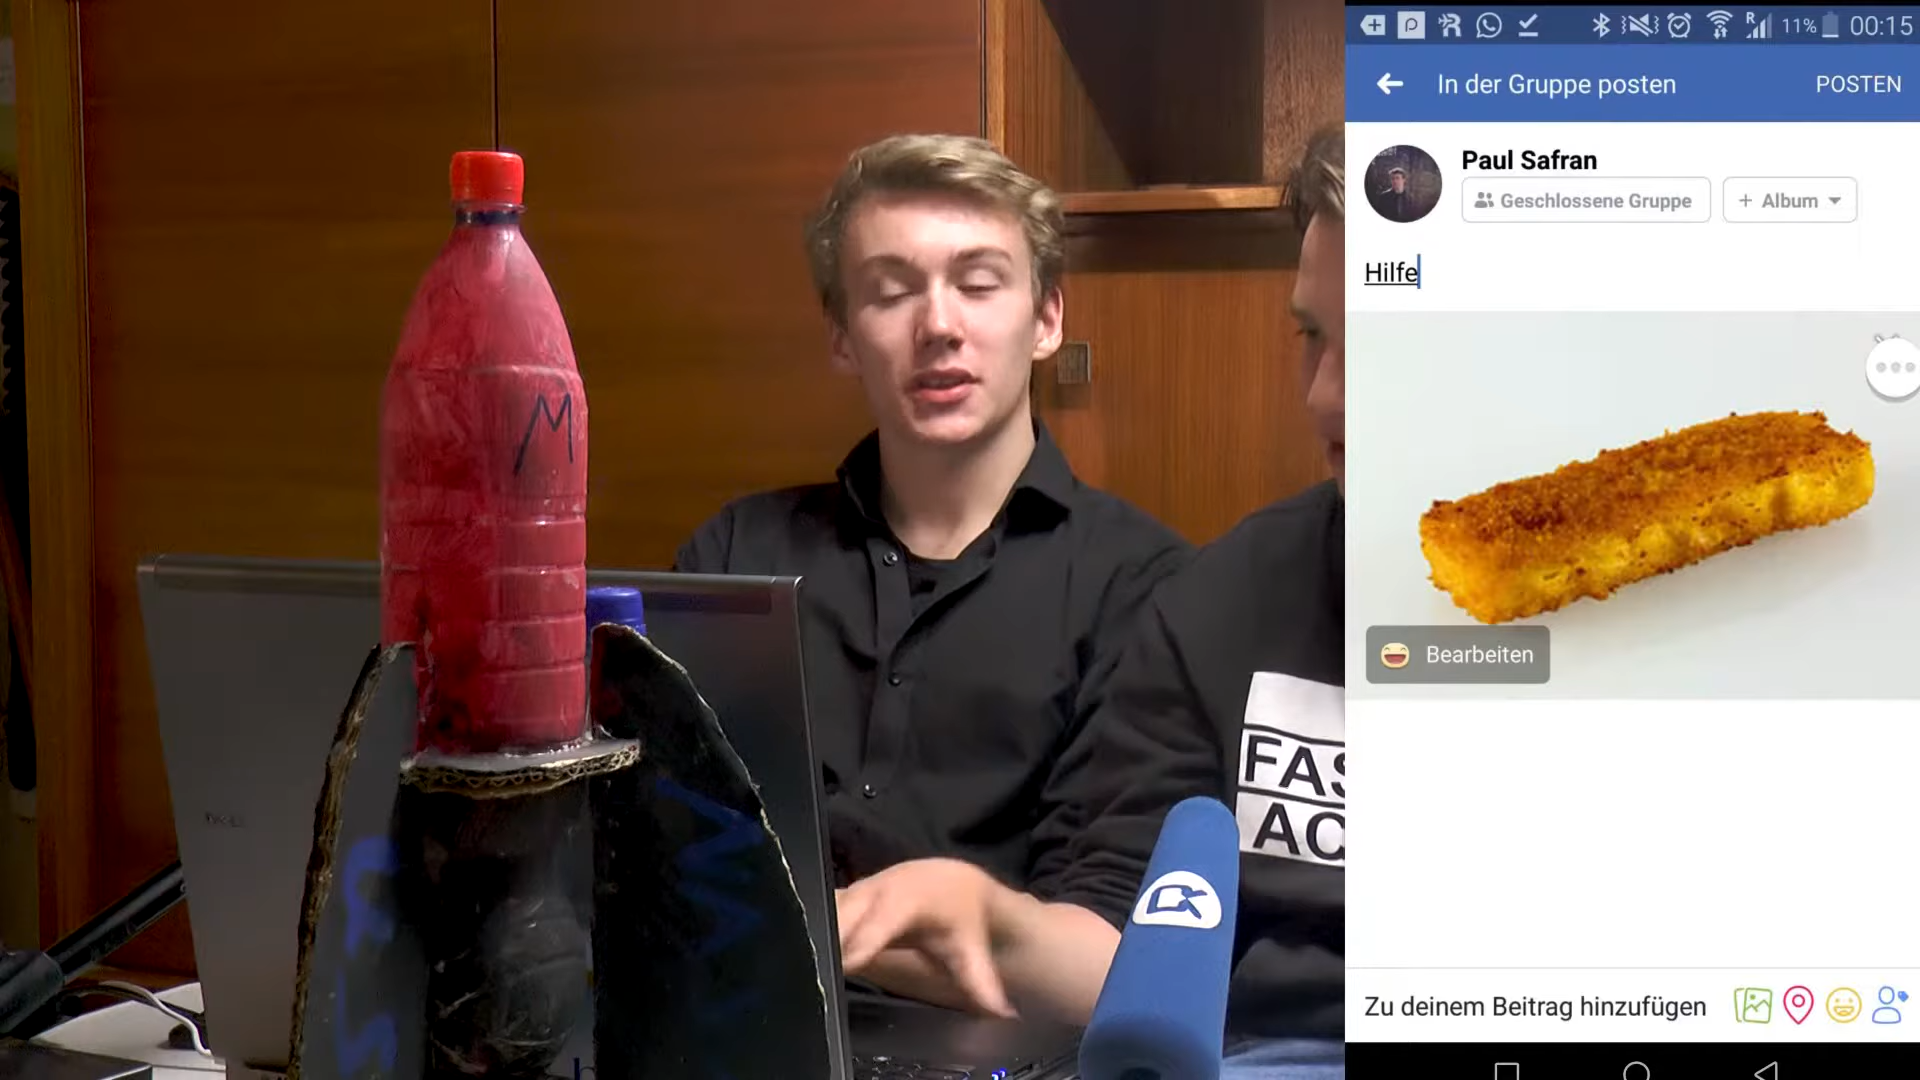 M
FAS
AC
11% 00:15
In der Gruppe posten POSTEN
Paul Safran
Geschlossene Gruppe + Album
Hilfe
Bearbeiten
Zu deinem Beitrag hinzufügen